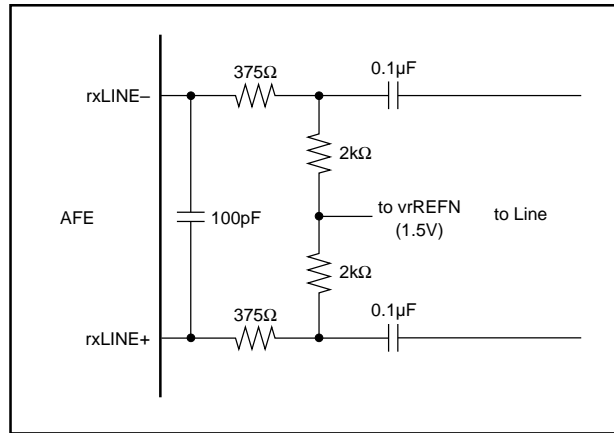 375Ω
0.1µF
rxLINE–
2kΩ
AFE
100pF
to vrREFN
(1.5V)
to Line
2kΩ
375Ω
0.1µF
rxLINE+